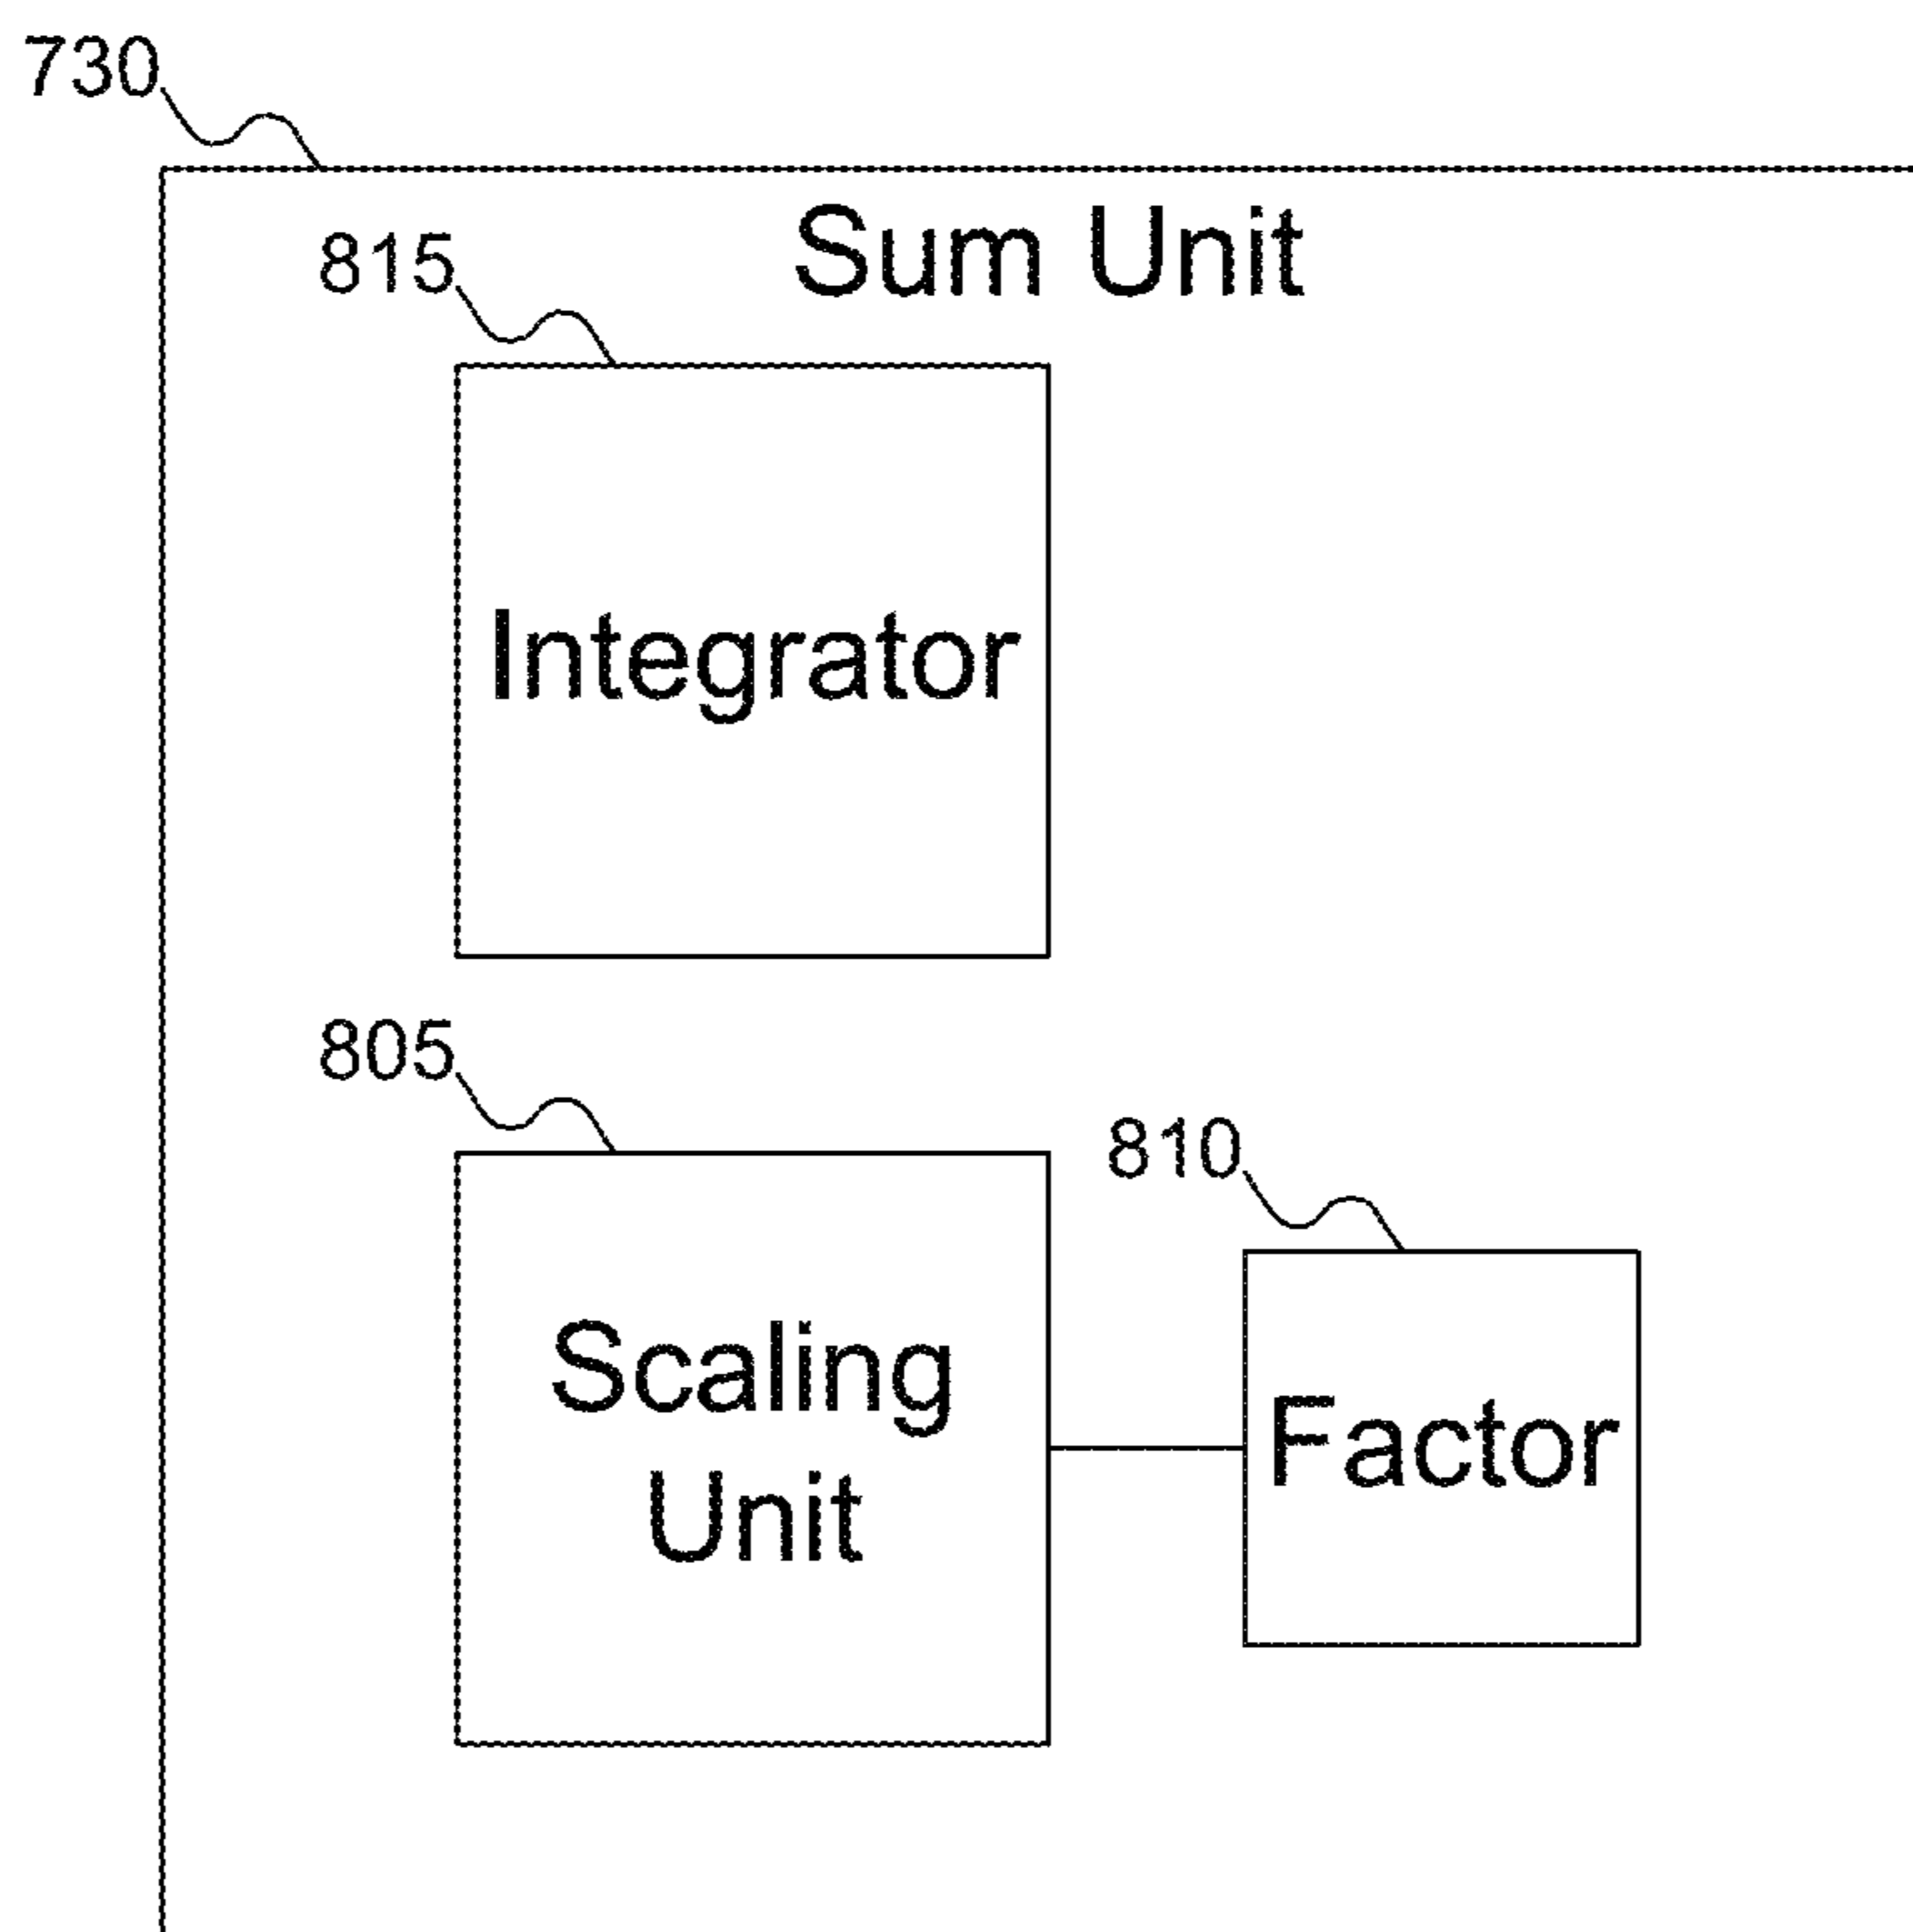 730
Sum Unit
815
Integrator
805
Scaling
Unit
810
Factor